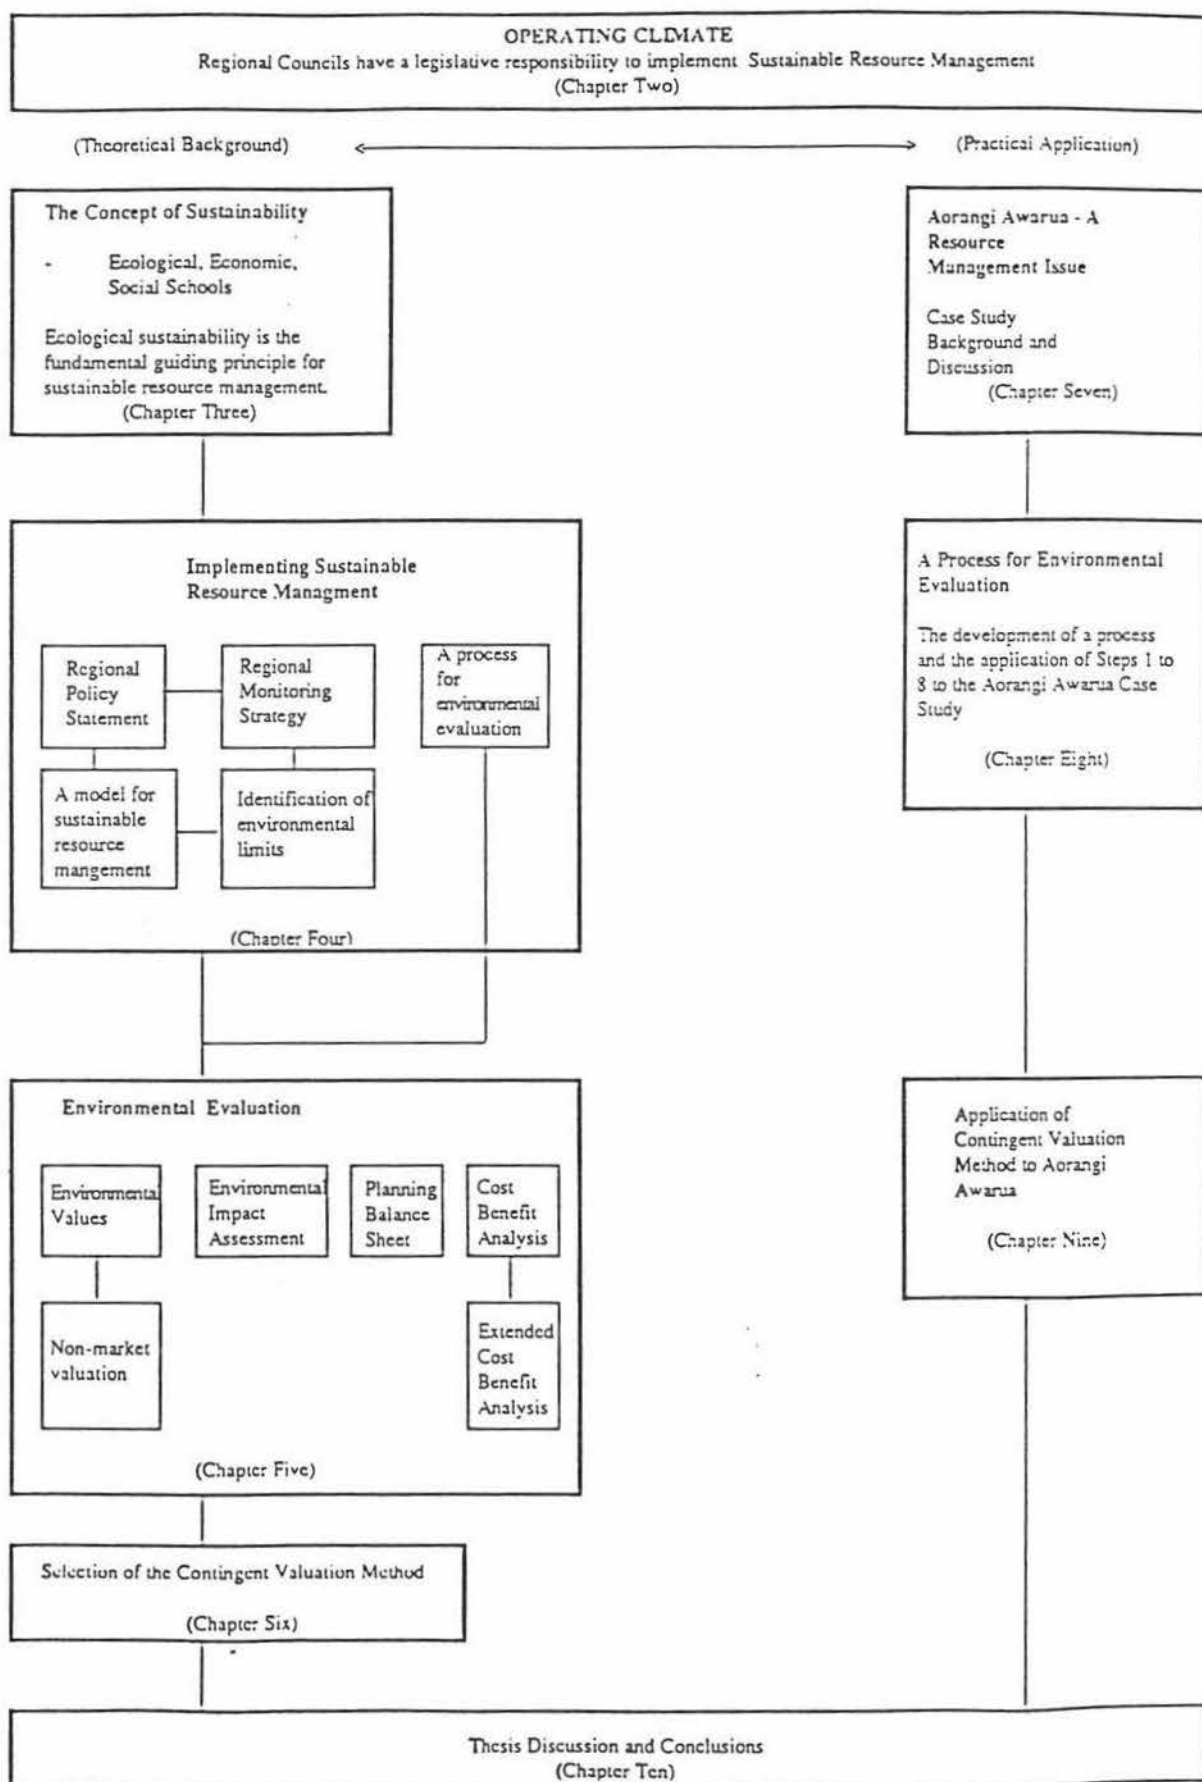 OPERATING CLIMATE
Regional Councils have a legislative responsibility to implement Sustainable Resource Management
(Chapter Two)
(Theoretical Background)
(Practical Application)
The Concept of Sustainability
- Ecological, Economic,
Social Schools
Ecological sustainability is the
fundamental guiding principle for
sustainable resource management.
(Chapter Three)
Aorangi Awarua - A
Resource
Management Issue
Case Study
Background and
Discussion
(Chapter Seven)
Implementing Sustainable
Resource Managment
Regional
Policy
Statement
Regional
Monitoring
Strategy
A process
for
environmental
evaluation
A model for
sustainable
resource
mangement
Identification of
environmental
limits
(Chapter Four)
A Process for Environmental
Evaluation
The development of a process
and the application of Steps 1 to
8 to the Aorangi Awarua Case
Study
(Chapter Eight)
Environmental Evaluation
Environmental
Values
Environmental
Impact
Assessment
Planning
Balance
Sheet
Cost
Benefit
Analysis
Non-market
valuation
Extended
Cost
Benefit
Analysis
(Chapter Five)
Application of
Contingent Valuation
Method to Aorangi
Awarua
(Chapter Nine)
Selection of the Contingent Valuation Method
(Chapter Six)
Thesis Discussion and Conclusions
(Chapter Ten)